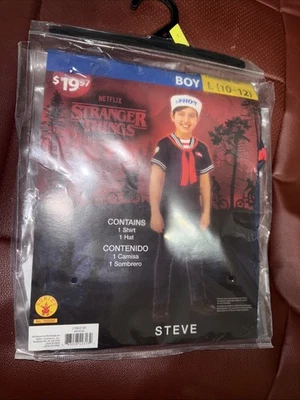 $19.97
BOY
L (10-12)
NETFLIX
STRANGER
THINGS
AHOY
CONTAINS
1 Shirt
1 Hat
CONTENIDO
1 Camisa
1 Sombrero
STEVE